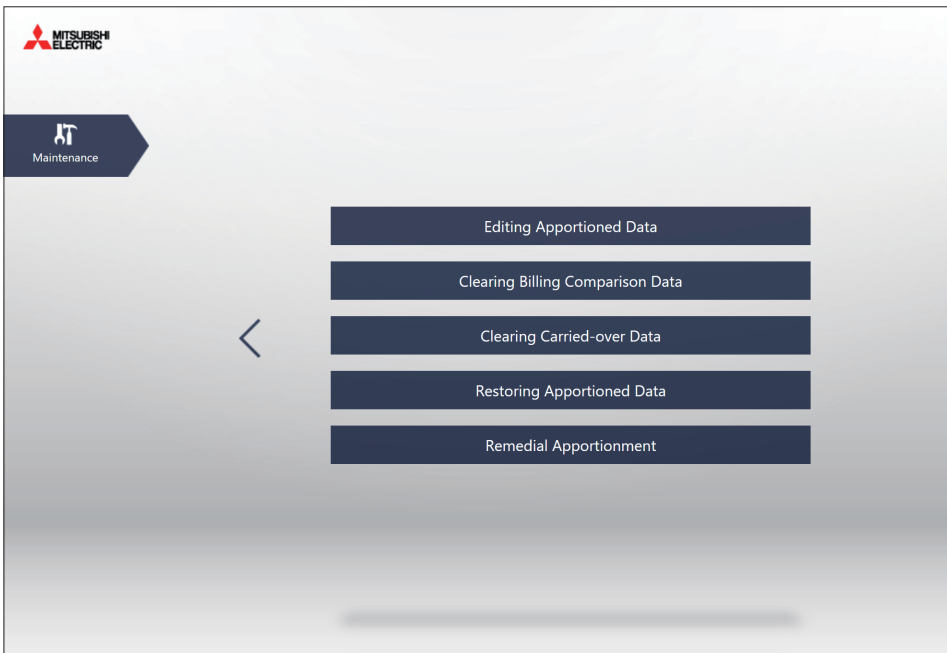 MITSUBISHI
ELECTRIC
Maintenance
Editing Apportioned Data
Clearing Billing Comparison Data
Clearing Carried-over Data
Restoring Apportioned Data
Remedial Apportionment